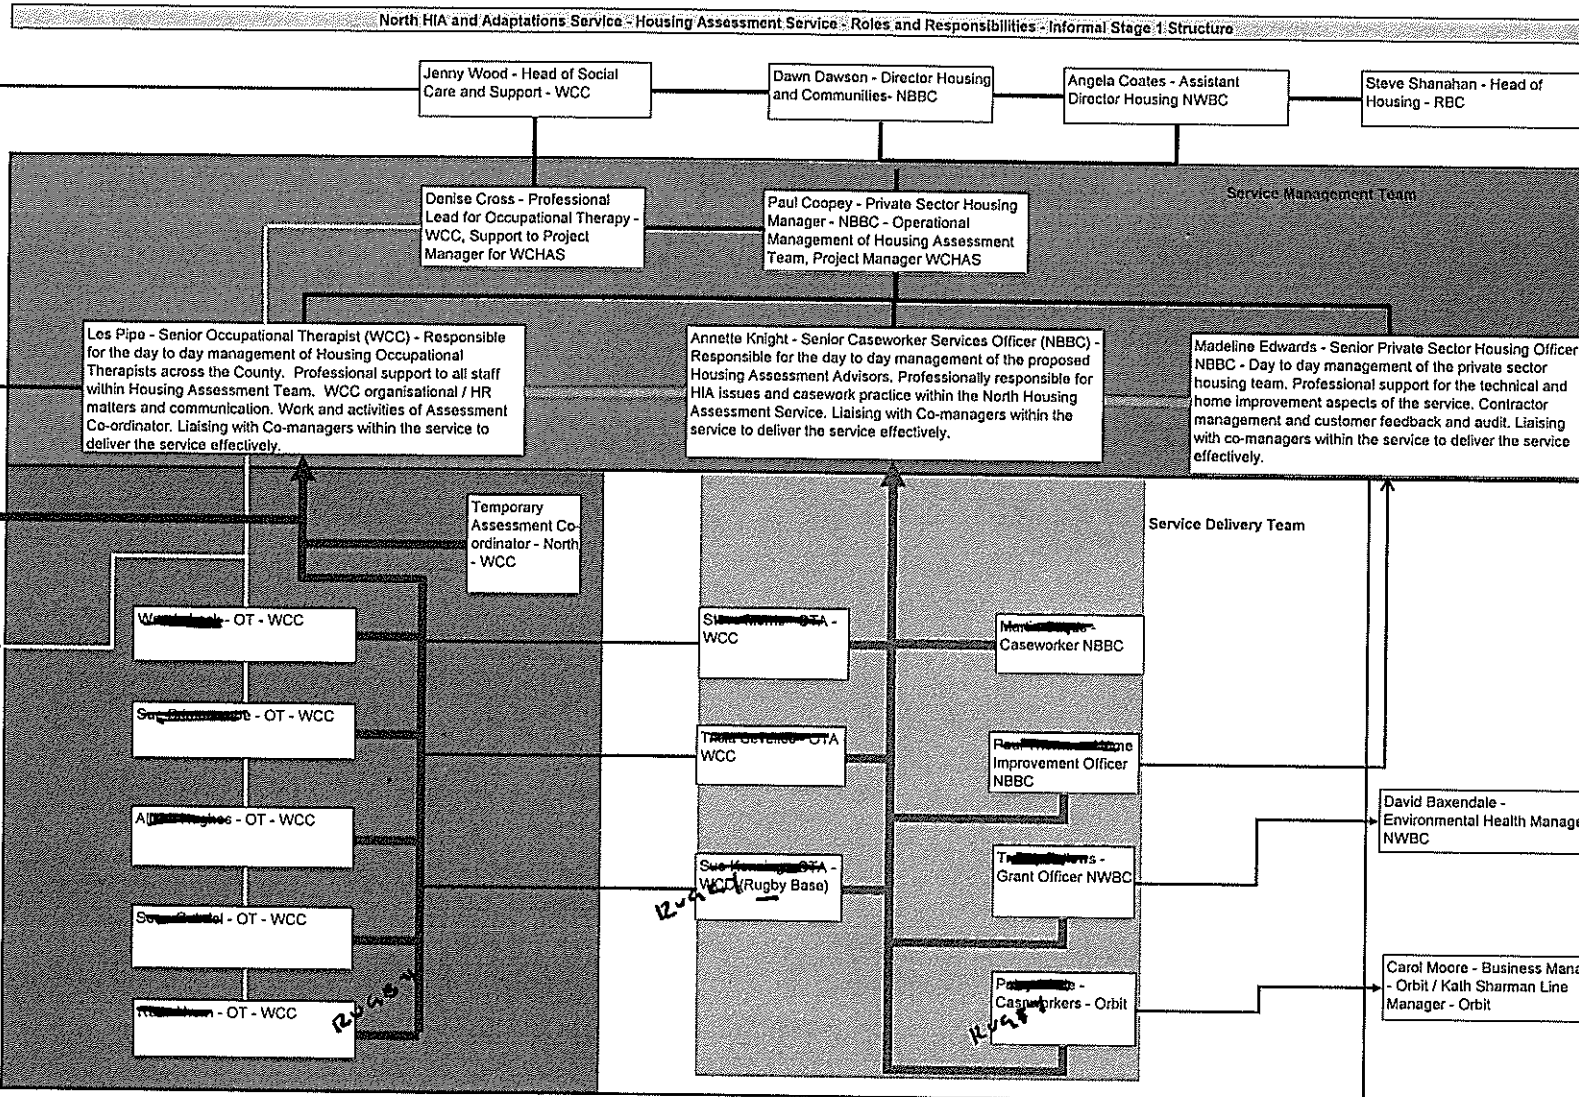 North HIA and Adaptations Service - Housing Assessment Service - Roles and Responsibilities - Informal Stage 1 Structure
Jenny Wood - Head of Social
Care and Support - WCC
Dawn Dawson - Director Housing
and Communities- NBBC
Angela Coates - Assistant
Director Housing NWBC
Steve Shanahan - Head of
Housing - RBC
Service Management Team
Denise Cross - Professional
Lead for Occupational Therapy -
WCC, Support to Project
Manager for WCHAS
Paul Coopey - Private Sector Housing
Manager - NBBC - Operational
Management of Housing Assessment
Team, Project Manager WCHAS
Les Pipe - Senior Occupational Therapist (WCC) - Responsible
for the day to day management of Housing Occupational
Therapists across the County. Professional support to all staff
within Housing Assessment Team. WCC organisational / HR
matters and communication. Work and activities of Assessment
Co-ordinator. Liaising with Co-managers within the service to
deliver the service effectively.
Annette Knight - Senior Caseworker Services Officer (NBBC) -
Responsible for the day to day management of the proposed
Housing Assessment Advisors. Professionally responsible for
HIA issues and casework practice within the North Housing
Assessment Service. Liaising with Co-managers within the
service to deliver the service effectively.
Madeline Edwards - Senior Private Sector Housing Officer
NBBC - Day to day management of the private sector
housing team. Professional support for the technical and
home improvement aspects of the service. Contractor
management and customer feedback and audit. Liaising
with co-managers within the service to deliver the service
effectively.
Temporary
Assessment Co-
ordinator - North
- WCC
Service Delivery Team
- OT - WCC
- OT - WCC
- OT - WCC
- OT - WCC
- OT - WCC
RUGBY
OTA -
WCC
OTA
WCC
OTA -
WCC (Rugby Base)
RUGBY
Caseworker NBBC
Improvement Officer
NBBC
Grant Officer NWBC
Caseworkers - Orbit
RUGBY
David Baxendale -
Environmental Health Manage
NWBC
Carol Moore - Business Mana
- Orbit / Kath Sharman Line
Manager - Orbit